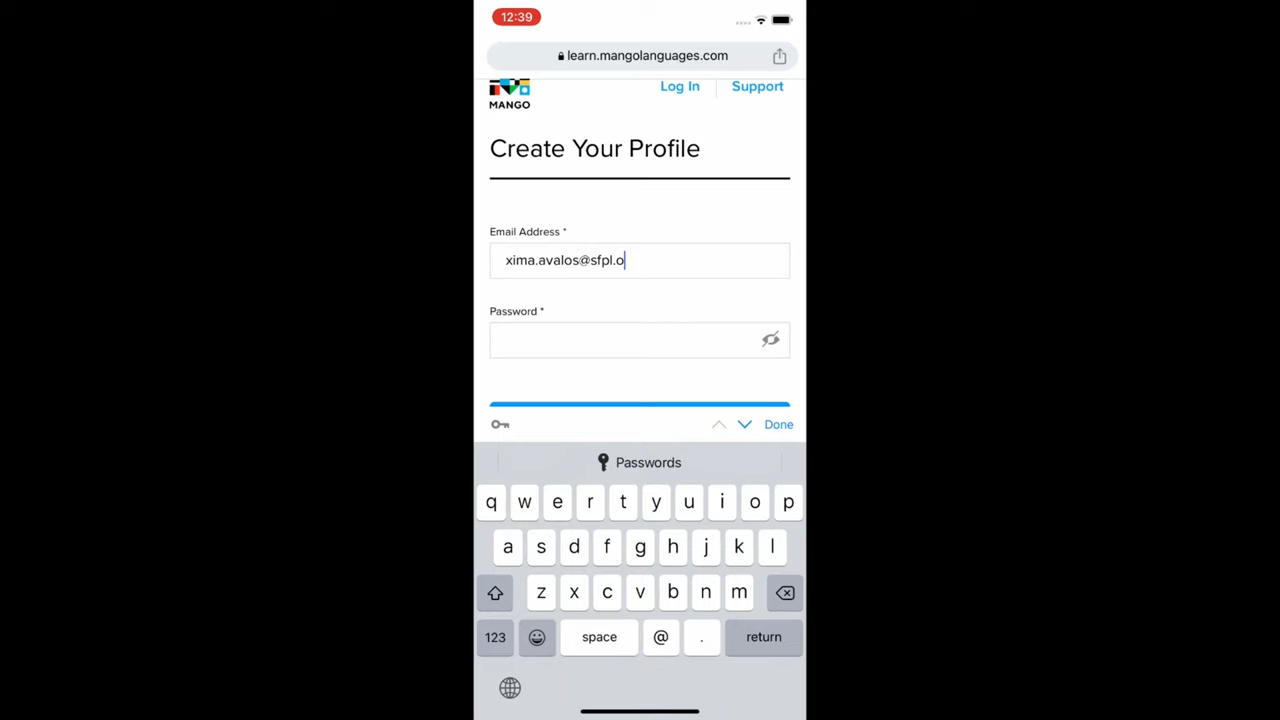 12:39
learn.mangolanguages.com
MANGO
Log In
Support
Create Your Profile
Email Address *
xima.avalos@sfpl.o
Password *
Done
Passwords
q w e r t y u i o p
a s d f g h j k l
z x c v b n m
123 space @ . return